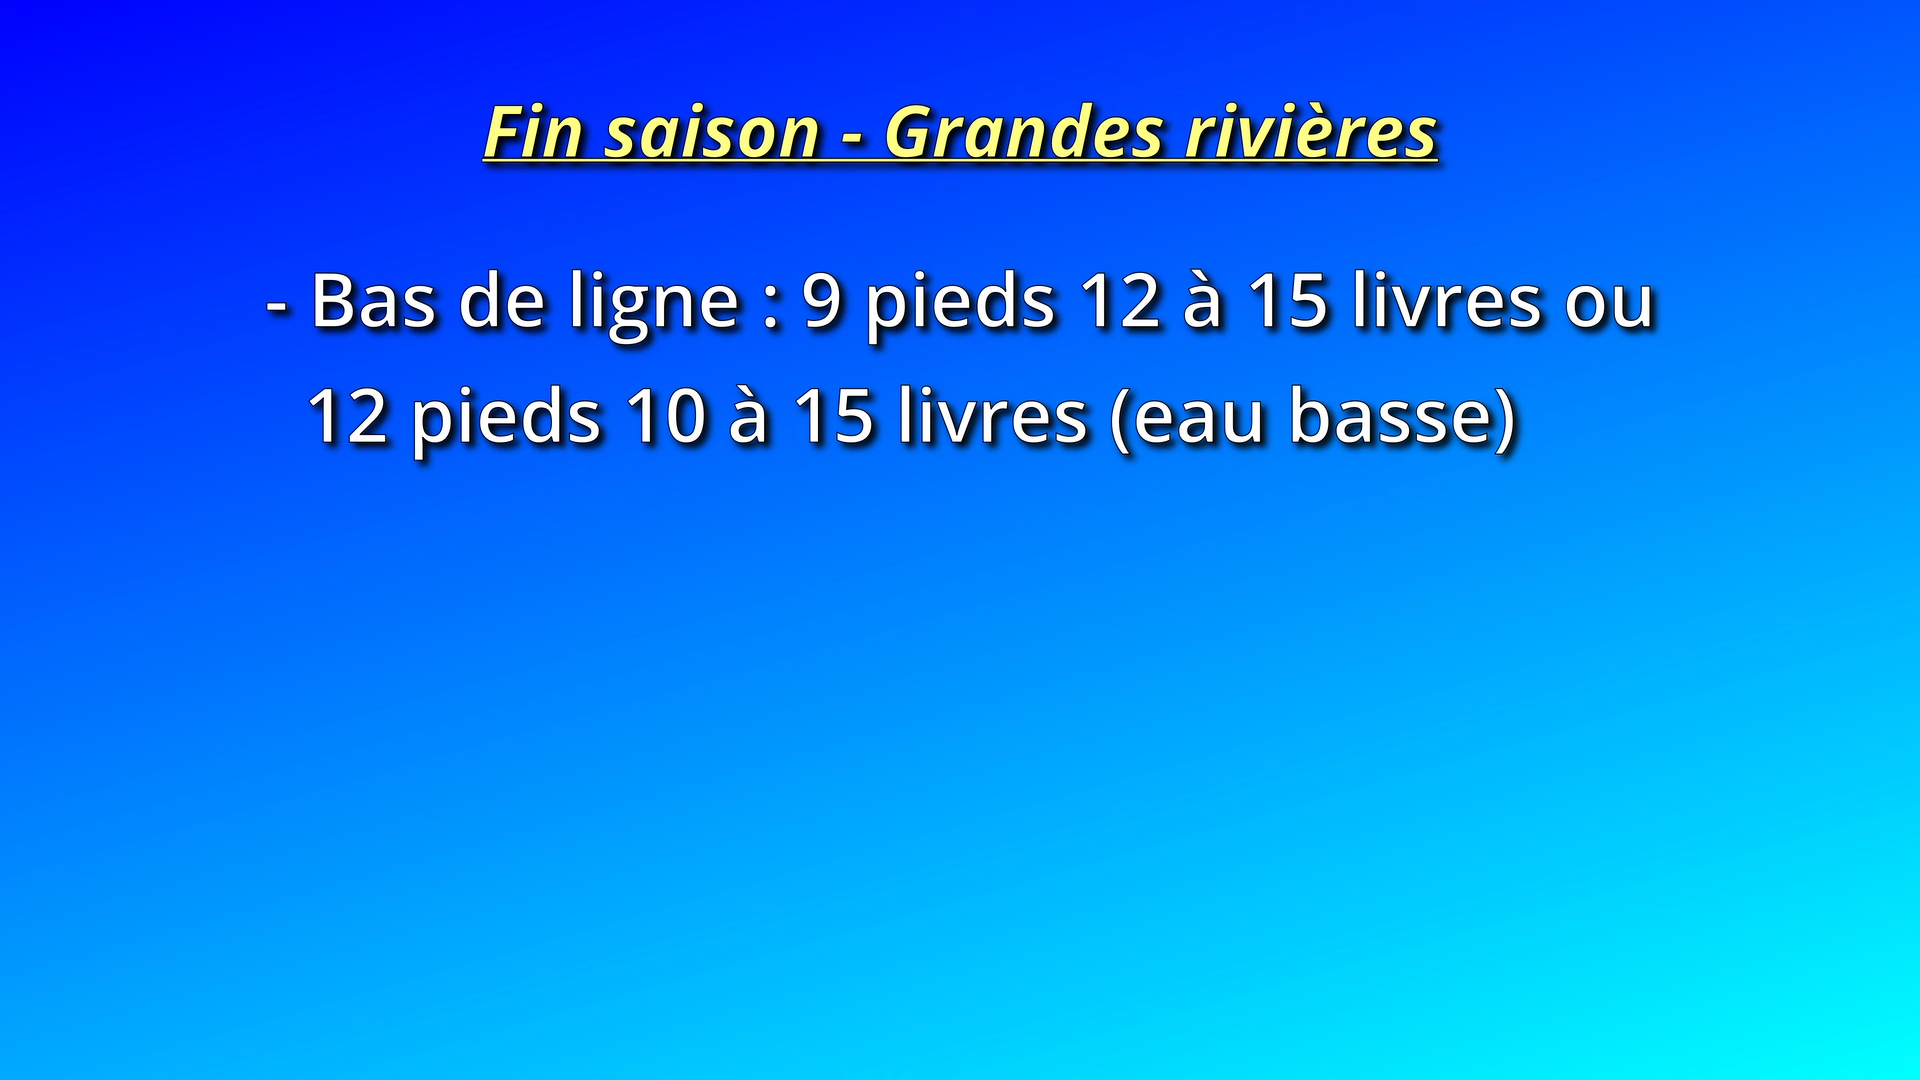 Fin saison - Grandes rivières
- Bas de ligne : 9 pieds 12 à 15 livres ou
12 pieds 10 à 15 livres (eau basse)